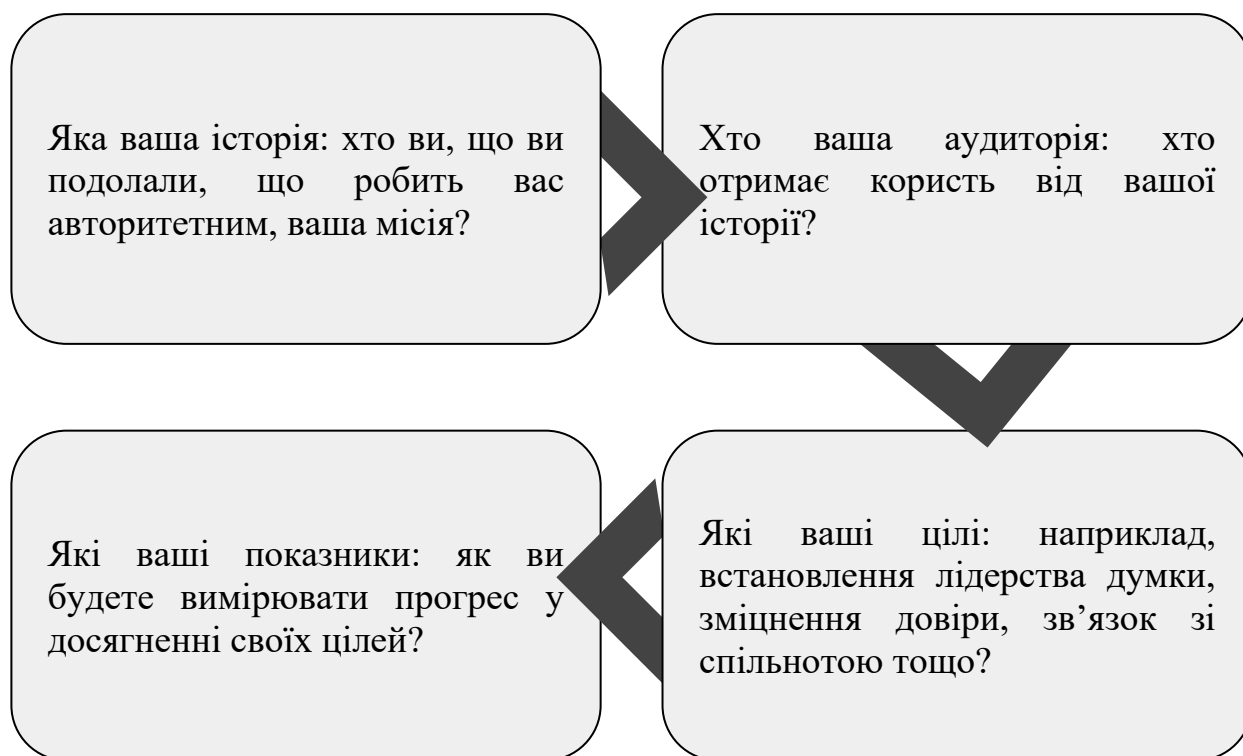 Яка ваша історія: хто ви, що ви
подолали, що робить вас
авторитетним, ваша місія?
Хто ваша аудиторія: хто
отримає користь від вашої
історії?
Які ваші цілі: наприклад,
встановлення лідерства думки,
зміцнення довіри, зв’язок зі
спільнотою тощо?
Які ваші показники: як ви
будете вимірювати прогрес у
досягненні своїх цілей?